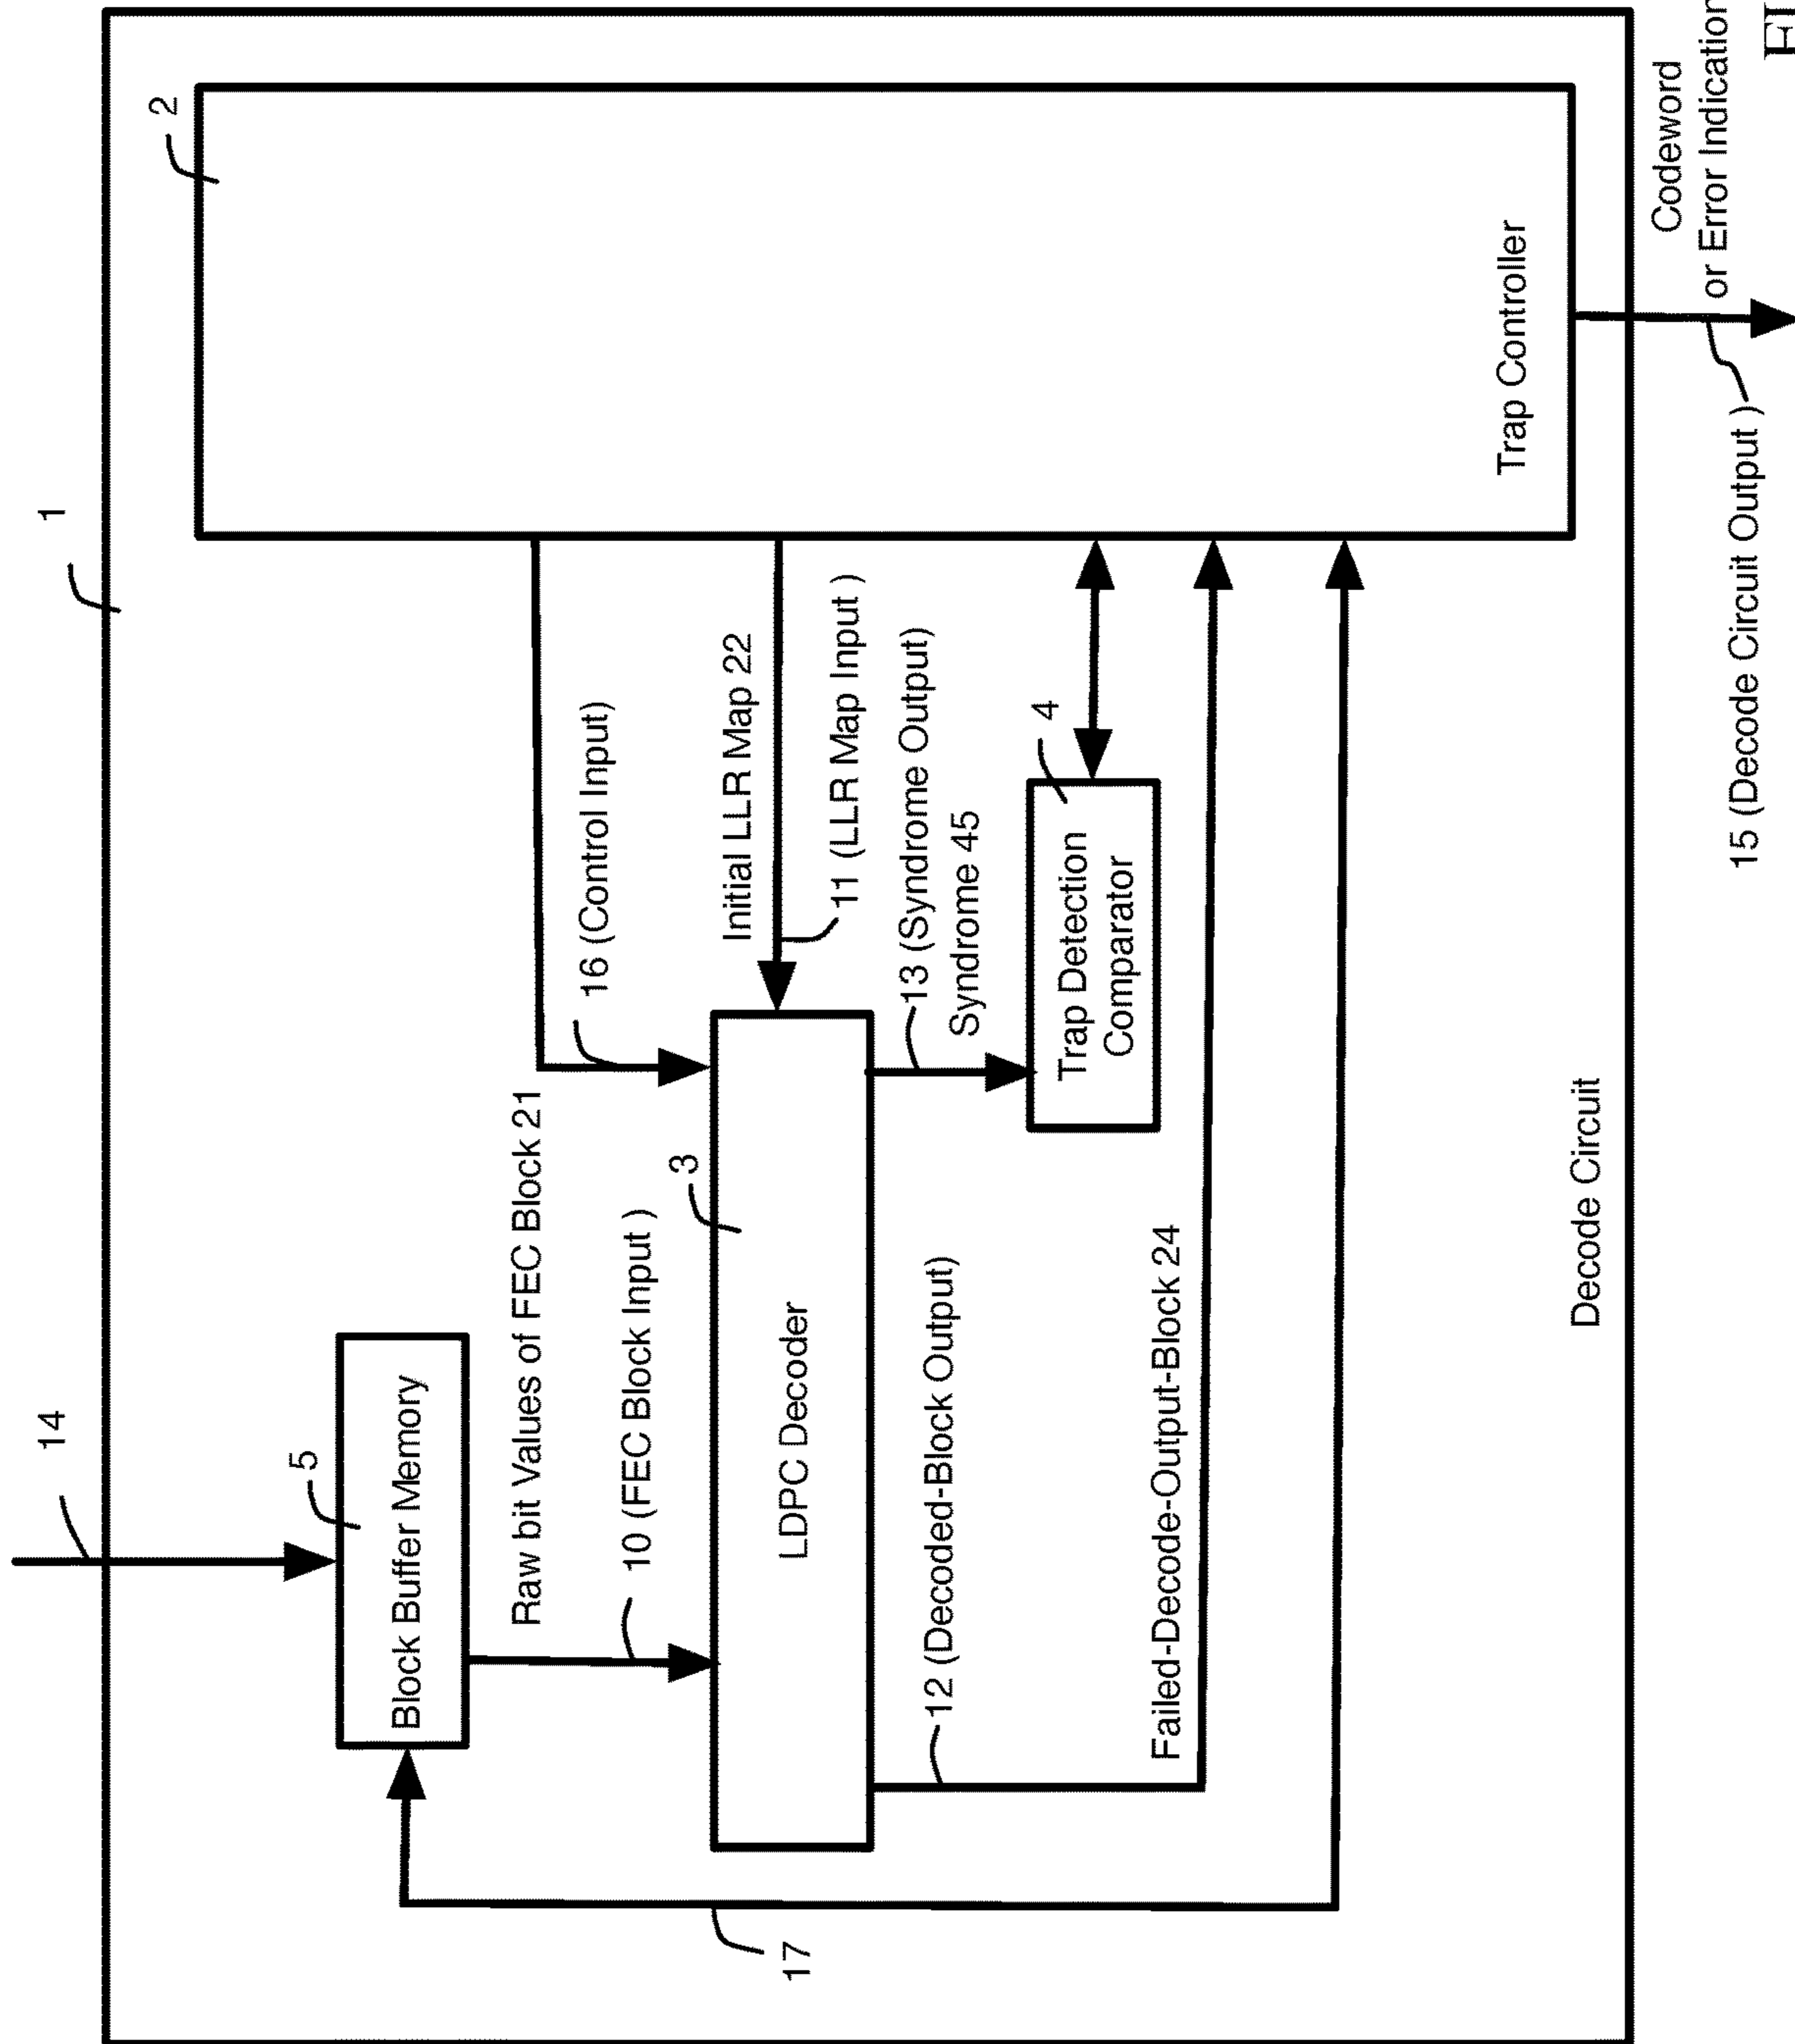 1
2
14
5
Block Buffer Memory
Raw bit Values of FEC Block 21
10 (FEC Block Input )
16 (Control Input)
Initial LLR Map 22
11 (LLR Map Input )
3
LDPC Decoder
13 (Syndrome Output)
Syndrome 45
4
Trap Detection
Comparator
12 (Decoded-Block Output)
Failed-Decode-Output-Block 24
17
Trap Controller
Decode Circuit
Codeword
or Error Indication
15 (Decode Circuit Output )